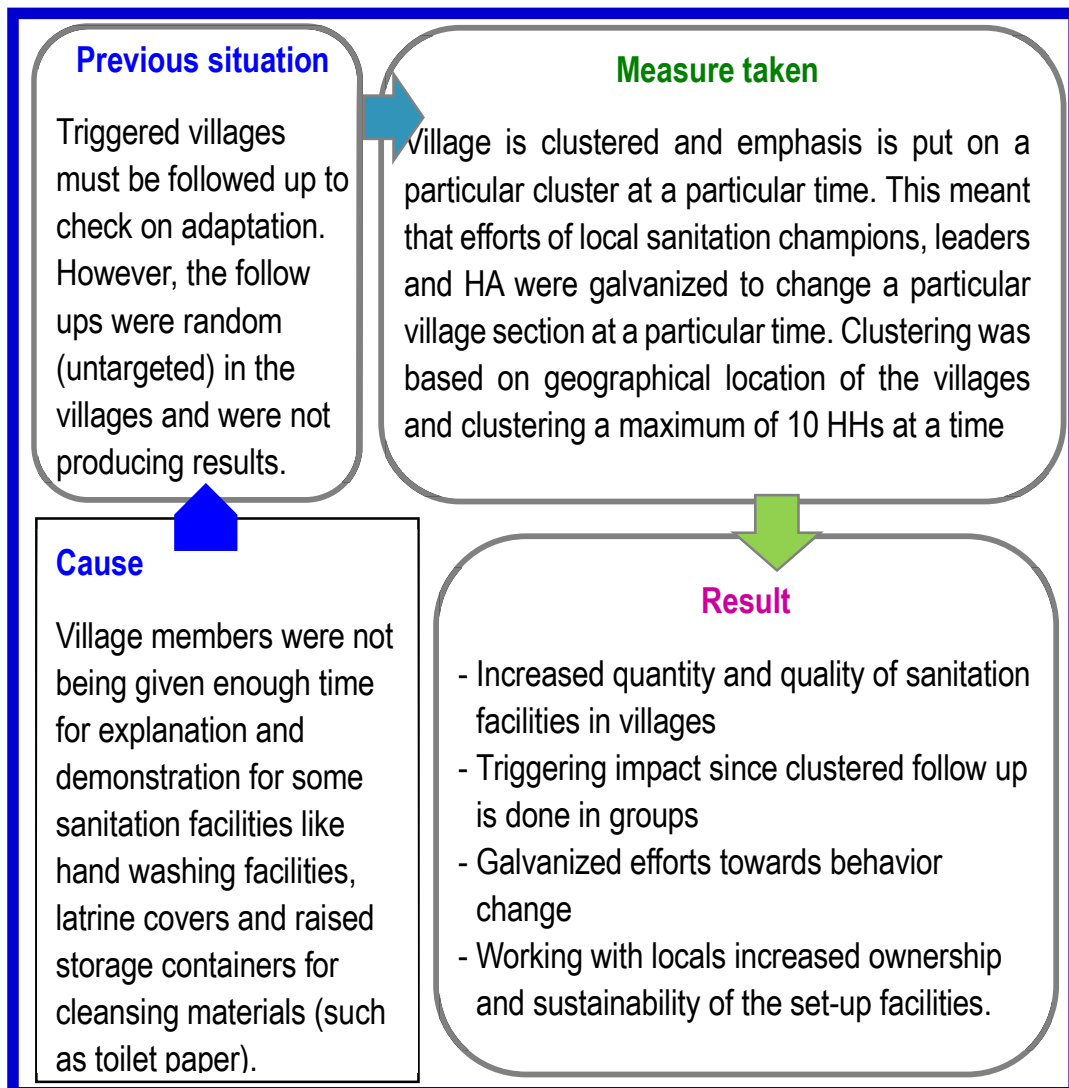 Previous situation
Triggered villages
must be followed up to
check on adaptation.
However, the follow
ups were random
(untargeted) in the
villages and were not
producing results.
Measure taken
Village is clustered and emphasis is put on a
particular cluster at a particular time. This meant
that efforts of local sanitation champions, leaders
and HA were galvanized to change a particular
village section at a particular time. Clustering was
based on geographical location of the villages
and clustering a maximum of 10 HHs at a time
Cause
Village members were not
being given enough time
for explanation and
demonstration for some
sanitation facilities like
hand washing facilities,
latrine covers and raised
storage containers for
cleansing materials (such
as toilet paper).
Result
- Increased quantity and quality of sanitation
facilities in villages
- Triggering impact since clustered follow up
is done in groups
- Galvanized efforts towards behavior
change
- Working with locals increased ownership
and sustainability of the set-up facilities.